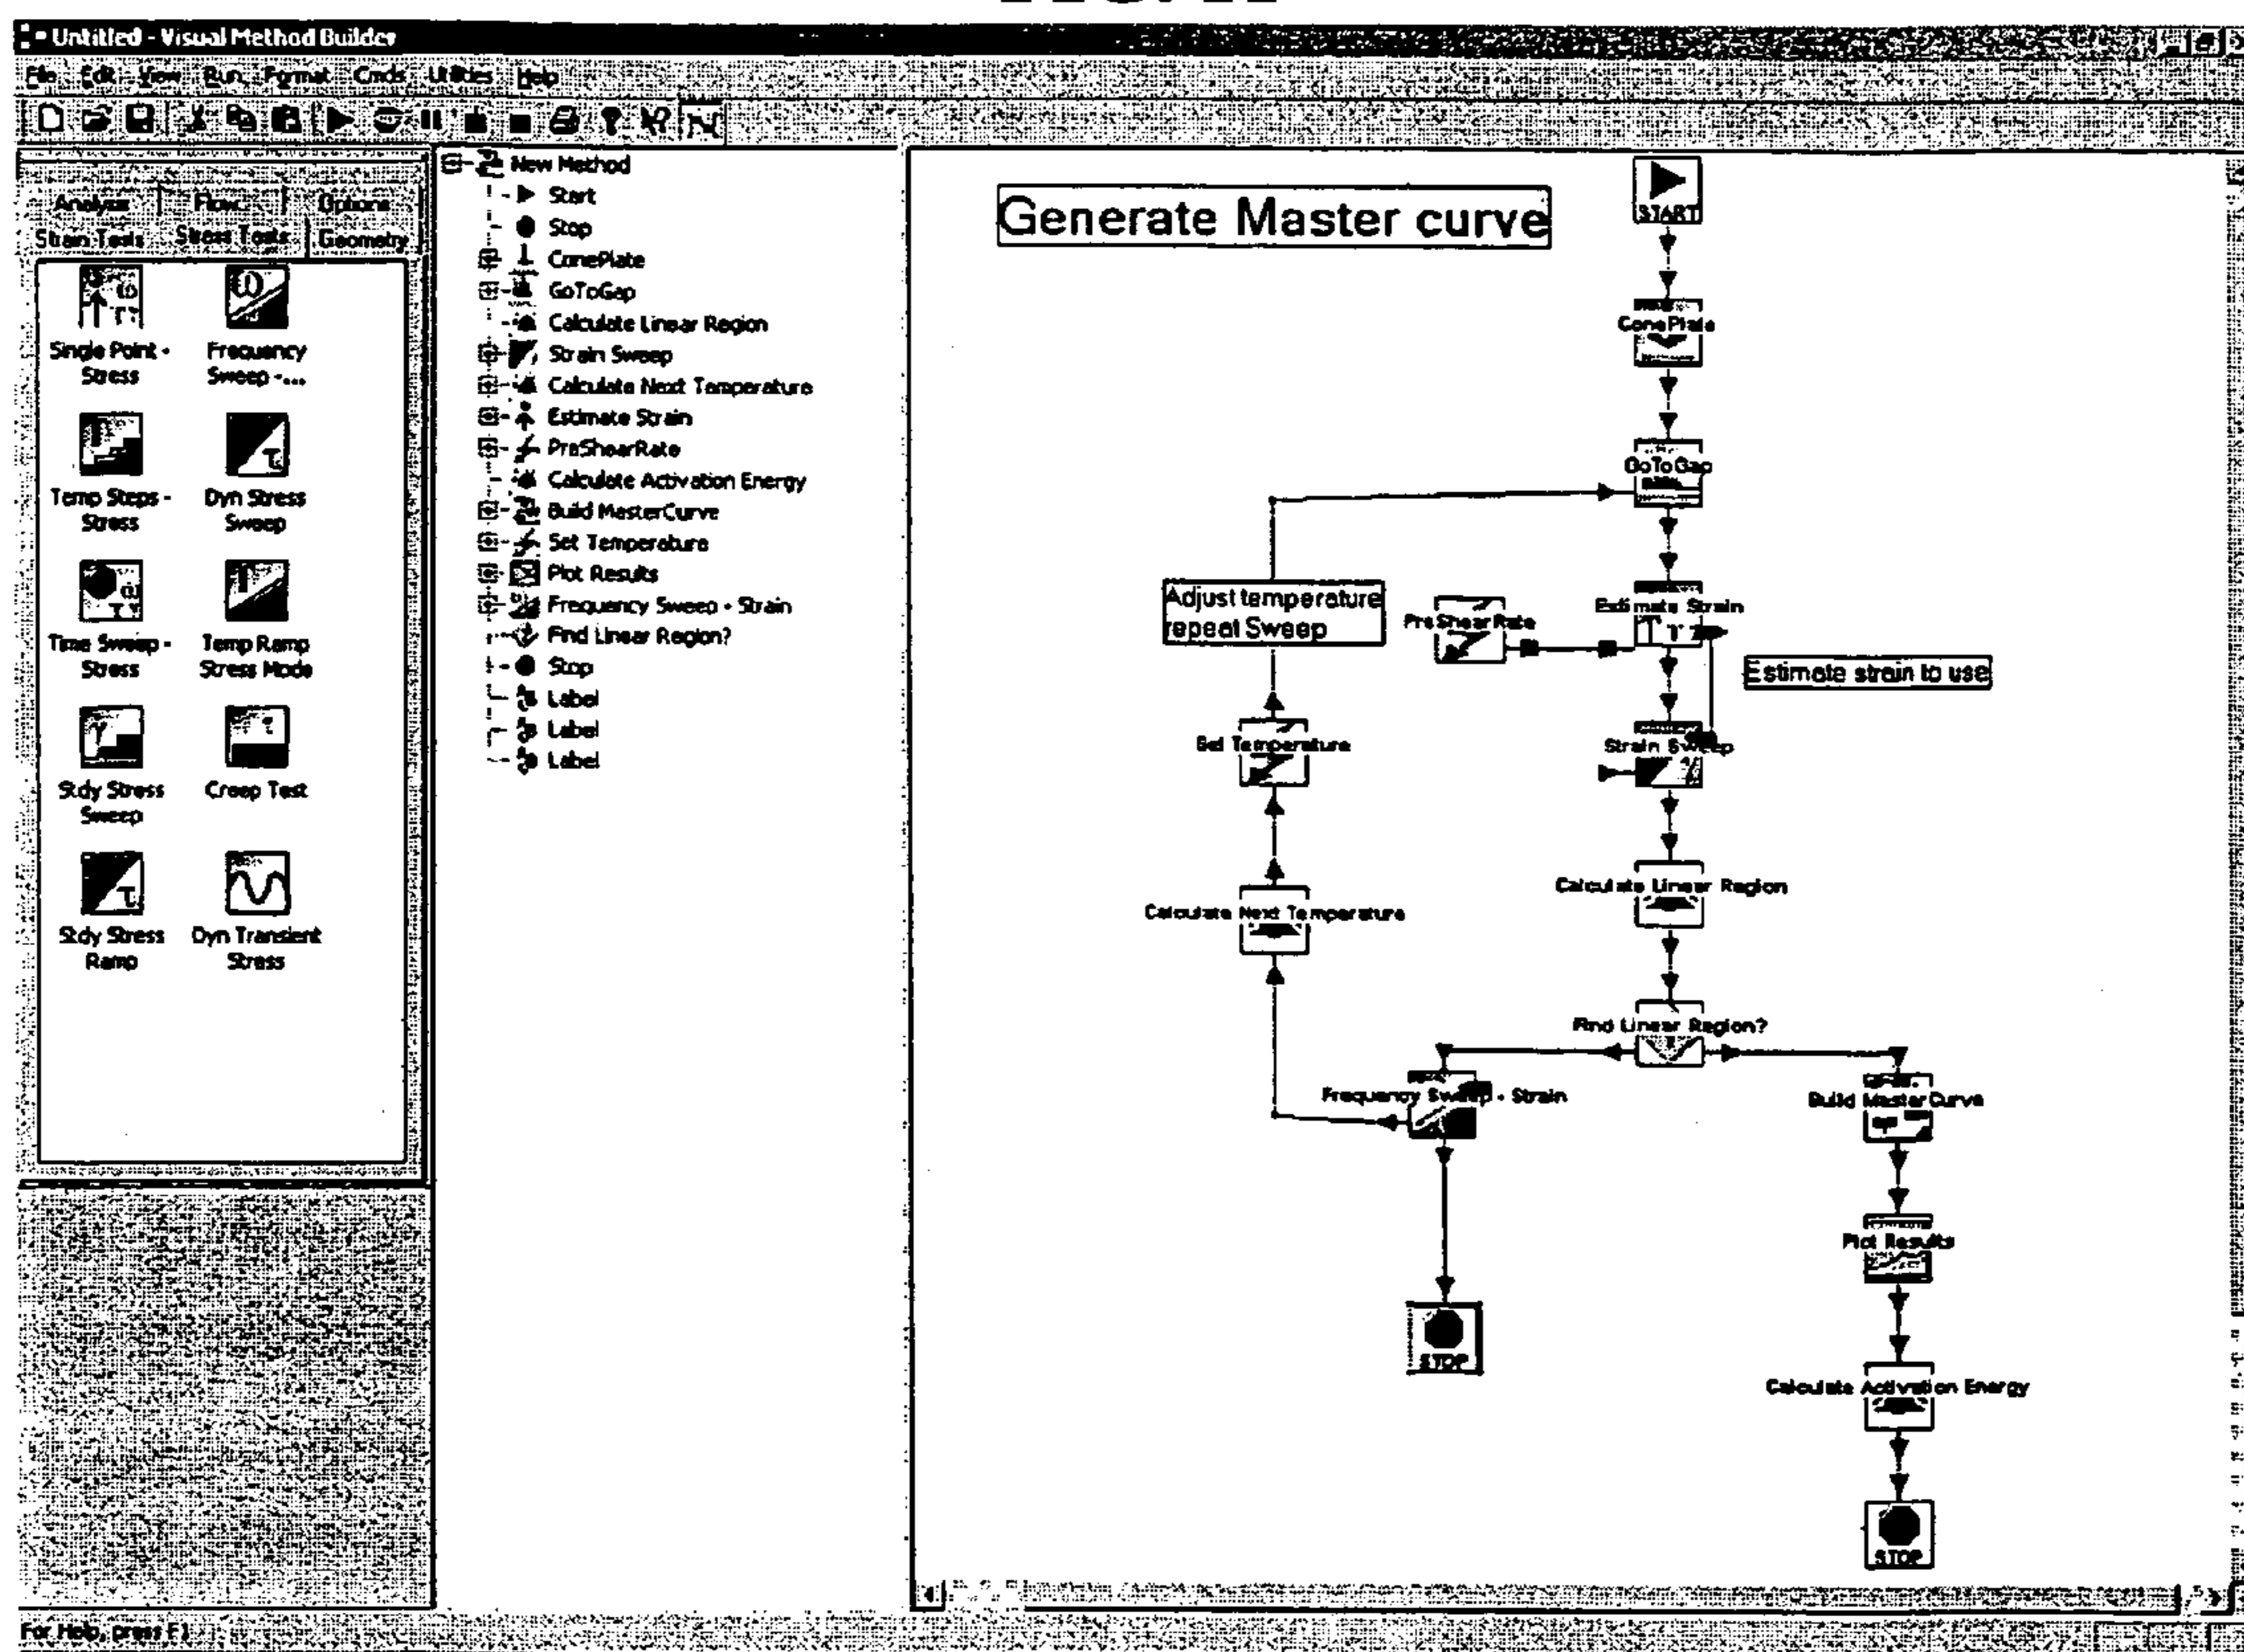 Untitled - Visual Method Builder
File Edit View Run Format Cmds Utilities Help
Analysis Flow Options
Strain Tests Stress Tests Geometry
Single Point -
Stress
Frequency
Sweep -...
Temp Steps -
Stress
Dyn Stress
Sweep
Time Sweep -
Stress
Temp Ramp
Stress Mode
Stdy Stress
Sweep
Creep Test
Stdy Stress
Ramp
Dyn Transient
Stress
New Method
Start
Stop
ConePlate
GoToGap
Calculate Linear Region
Strain Sweep
Calculate Next Temperature
Estimate Strain
PreShearRate
Calculate Activation Energy
Build MasterCurve
Set Temperature
Plot Results
Frequency Sweep - Strain
Find Linear Region?
Stop
Label
Label
Label
Generate Master curve
START
ConePlate
GoToGap
Adjust temperature
repeat Sweep
PreShearRate
Estimate Strain
Estimate strain to use
Set Temperature
Strain Sweep
Calculate Linear Region
Calculate Next Temperature
Find Linear Region?
Frequency Sweep - Strain
Build MasterCurve
Plot Results
STOP
Calculate Activation Energy
STOP
For Help, press F1